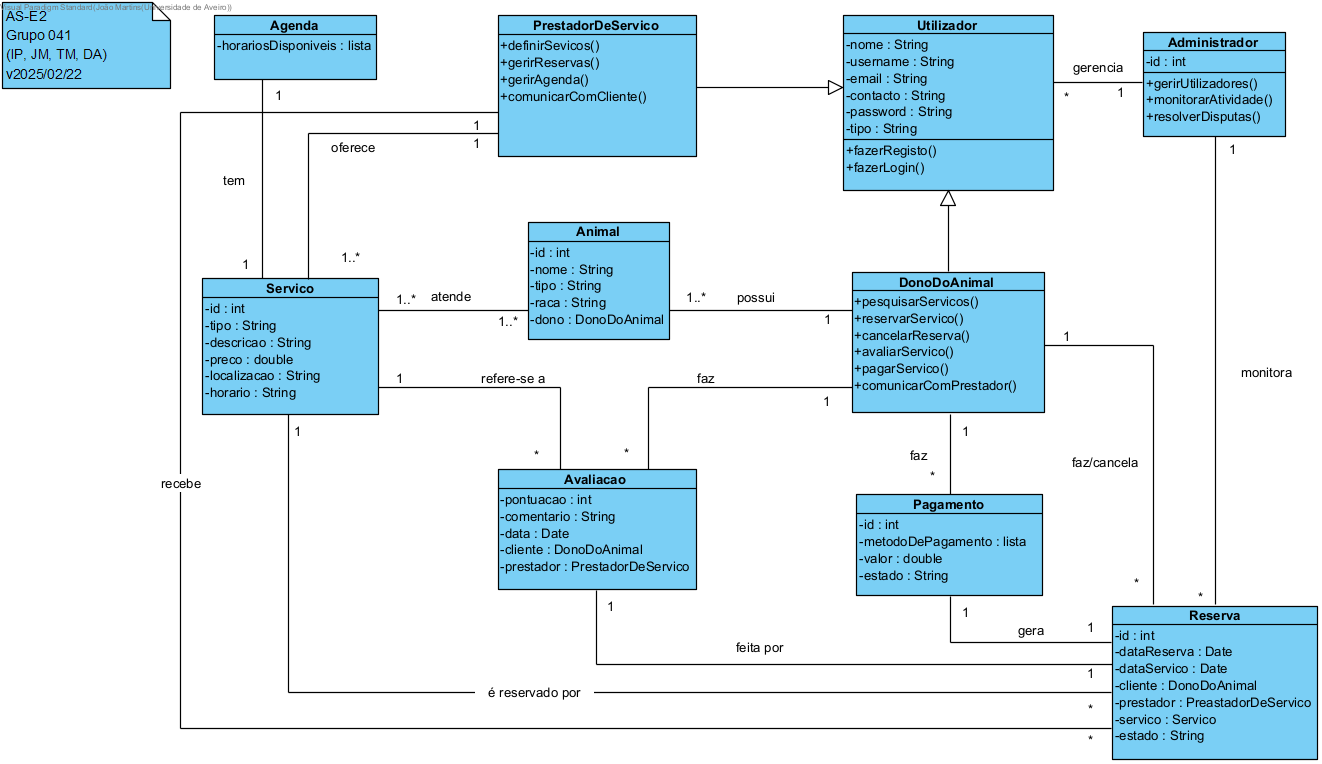 Visual Paradigm Standard(João Martins(Universidade de Aveiro))
AS-E2
Grupo 041
(IP, JM, TM, DA)
v2025/02/22
Agenda
-horariosDisponiveis : lista
PrestadorDeServico
+definirSevicos()
+gerirReservas()
+gerirAgenda()
+comunicarComCliente()
Utilizador
-nome : String
-username : String
-email : String
-contacto : String
-password : String
-tipo : String
+fazerRegisto()
+fazerLogin()
gerencia
*
1
Administrador
-id : int
+gerirUtilizadores()
+monitorarAtividade()
+resolverDisputas()
1
1
1
oferece
1
tem
1
1..*
Animal
-id : int
-nome : String
-tipo : String
-raca : String
-dono : DonoDoAnimal
Servico
-id : int
-tipo : String
-descricao : String
-preco : double
-localizacao : String
-horario : String
1..*
atende
1..*
1..*
possui
1
DonoDoAnimal
+pesquisarServicos()
+reservarServico()
+cancelarReserva()
+avaliarServico()
+pagarServico()
+comunicarComPrestador()
1
monitora
1
refere-se a
*
faz
1
*
1
recebe
Avaliacao
-pontuacao : int
-comentario : String
-data : Date
-cliente : DonoDoAnimal
-prestador : PrestadorDeServico
1
faz
*
faz/cancela
*
*
Pagamento
-id : int
-metodoDePagamento : lista
-valor : double
-estado : String
1
1
gera
1
feita por
1
é reservado por
*
*
Reserva
-id : int
-dataReserva : Date
-dataServico : Date
-cliente : DonoDoAnimal
-prestador : PreastadorDeServico
-servico : Servico
-estado : String